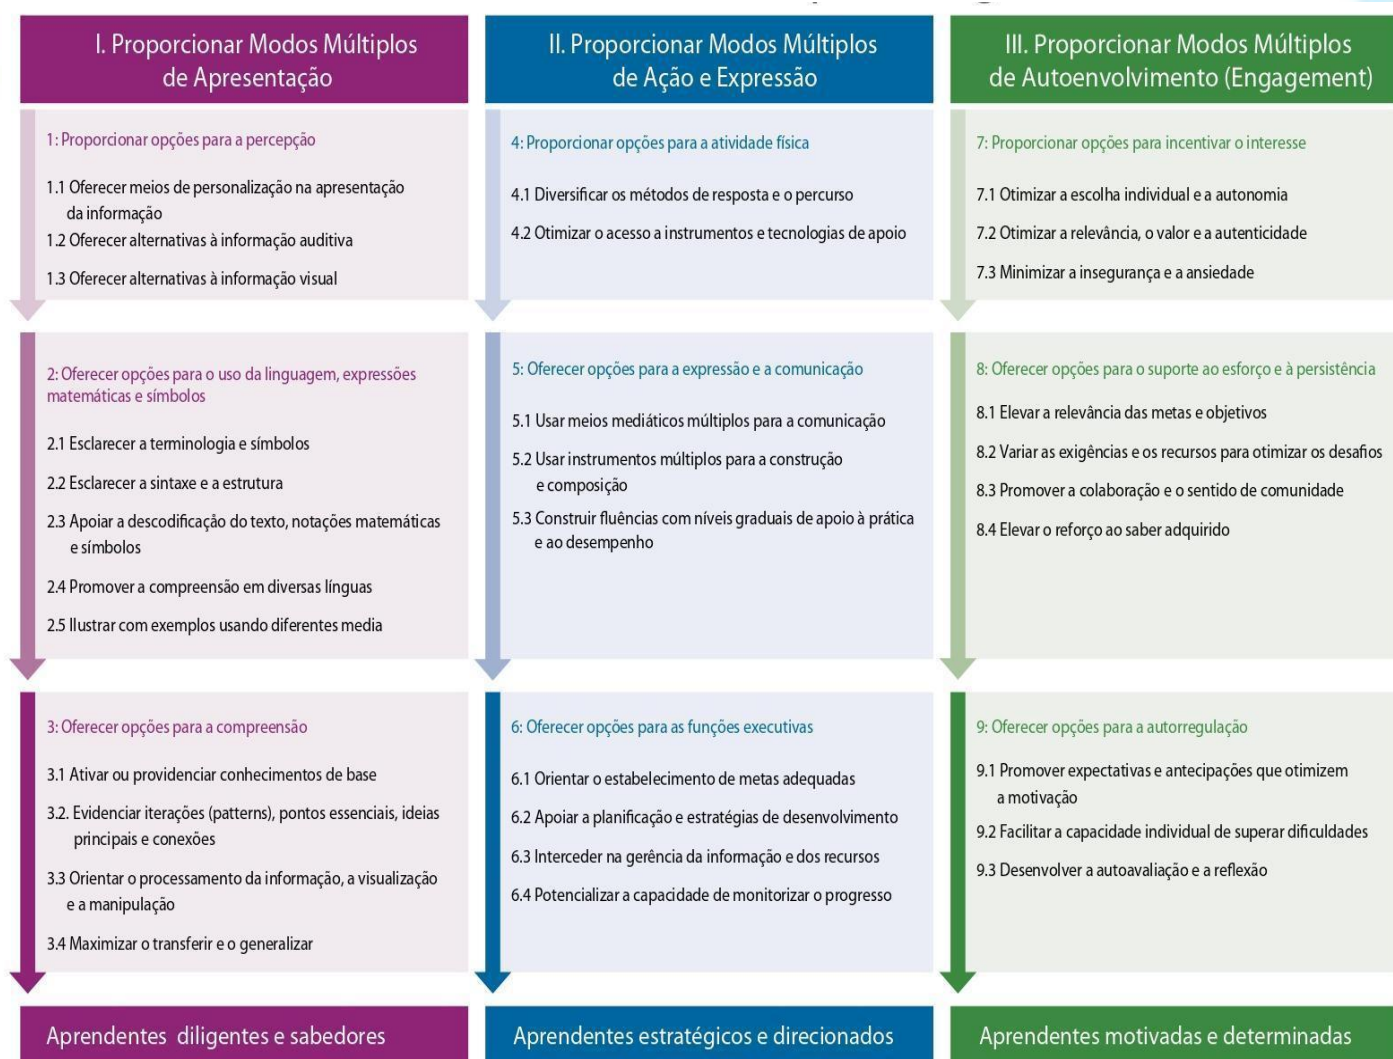 I. Proporcionar Modos Múltiplos
de Apresentação
1: Proporcionar opções para a percepção
1.1 Oferecer meios de personalização na apresentação
da informação
1.2 Oferecer alternativas à informação auditiva
1.3 Oferecer alternativas à informação visual
2: Oferecer opções para o uso da linguagem, expressões
matemáticas e símbolos
2.1 Esclarecer a terminologia e símbolos
2.2 Esclarecer a sintaxe e a estrutura
2.3 Apoiar a descodificação do texto, notações matemáticas
e símbolos
2.4 Promover a compreensão em diversas línguas
2.5 Ilustrar com exemplos usando diferentes media
3: Oferecer opções para a compreensão
3.1 Ativar ou providenciar conhecimentos de base
3.2. Evidenciar iterações (patterns), pontos essenciais, ideias
principais e conexões
3.3 Orientar o processamento da informação, a visualização
e a manipulação
3.4 Maximizar o transferir e o generalizar
Aprendentes diligentes e sabedores
II. Proporcionar Modos Múltiplos
de Ação e Expressão
4: Proporcionar opções para a atividade física
4.1 Diversificar os métodos de resposta e o percurso
4.2 Otimizar o acesso a instrumentos e tecnologias de apoio
5: Oferecer opções para a expressão e a comunicação
5.1 Usar meios mediáticos múltiplos para a comunicação
5.2 Usar instrumentos múltiplos para a construção
e composição
5.3 Construir fluências com níveis graduais de apoio à prática
e ao desempenho
6: Oferecer opções para as funções executivas
6.1 Orientar o estabelecimento de metas adequadas
6.2 Apoiar a planificação e estratégias de desenvolvimento
6.3 Interceder na gerência da informação e dos recursos
6.4 Potencializar a capacidade de monitorizar o progresso
Aprendentes estratégicos e direcionados
III. Proporcionar Modos Múltiplos
de Autoenvolvimento (Engagement)
7: Proporcionar opções para incentivar o interesse
7.1 Otimizar a escolha individual e a autonomia
7.2 Otimizar a relevância, o valor e a autenticidade
7.3 Minimizar a insegurança e a ansiedade
8: Oferecer opções para o suporte ao esforço e à persistência
8.1 Elevar a relevância das metas e objetivos
8.2 Variar as exigências e os recursos para otimizar os desafios
8.3 Promover a colaboração e o sentido de comunidade
8.4 Elevar o reforço ao saber adquirido
9: Oferecer opções para a autorregulação
9.1 Promover expectativas e antecipações que otimizem
a motivação
9.2 Facilitar a capacidade individual de superar dificuldades
9.3 Desenvolver a autoavaliação e a reflexão
Aprendentes motivadas e determinadas